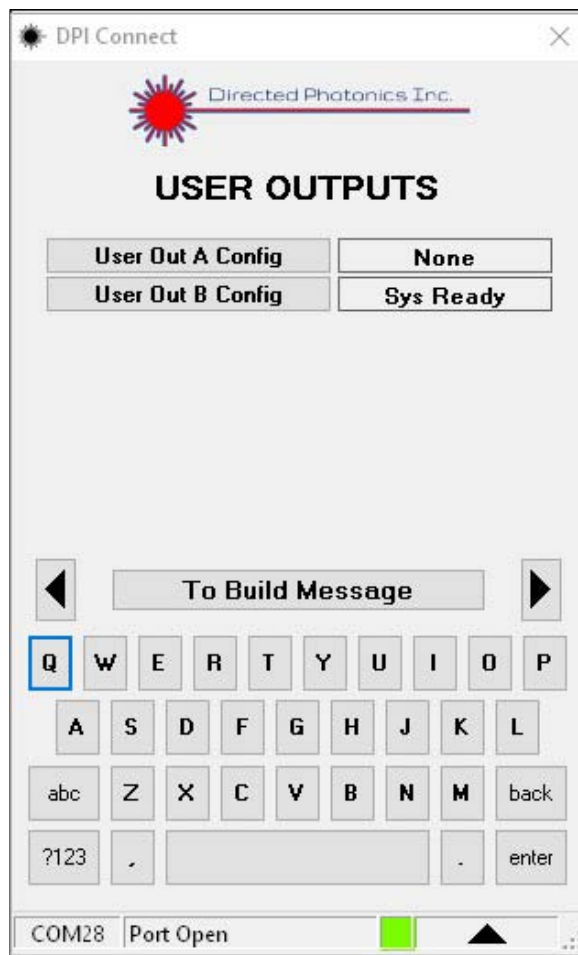 DPI Connect
Directed Photonics Inc.
USER OUTPUTS
User Out A Config None
User Out B Config Sys Ready
To Build Message
Q W E R T Y U I O P
A S D F G H J K L
abc Z X C V B N M back
?123 , . enter
COM28 Port Open